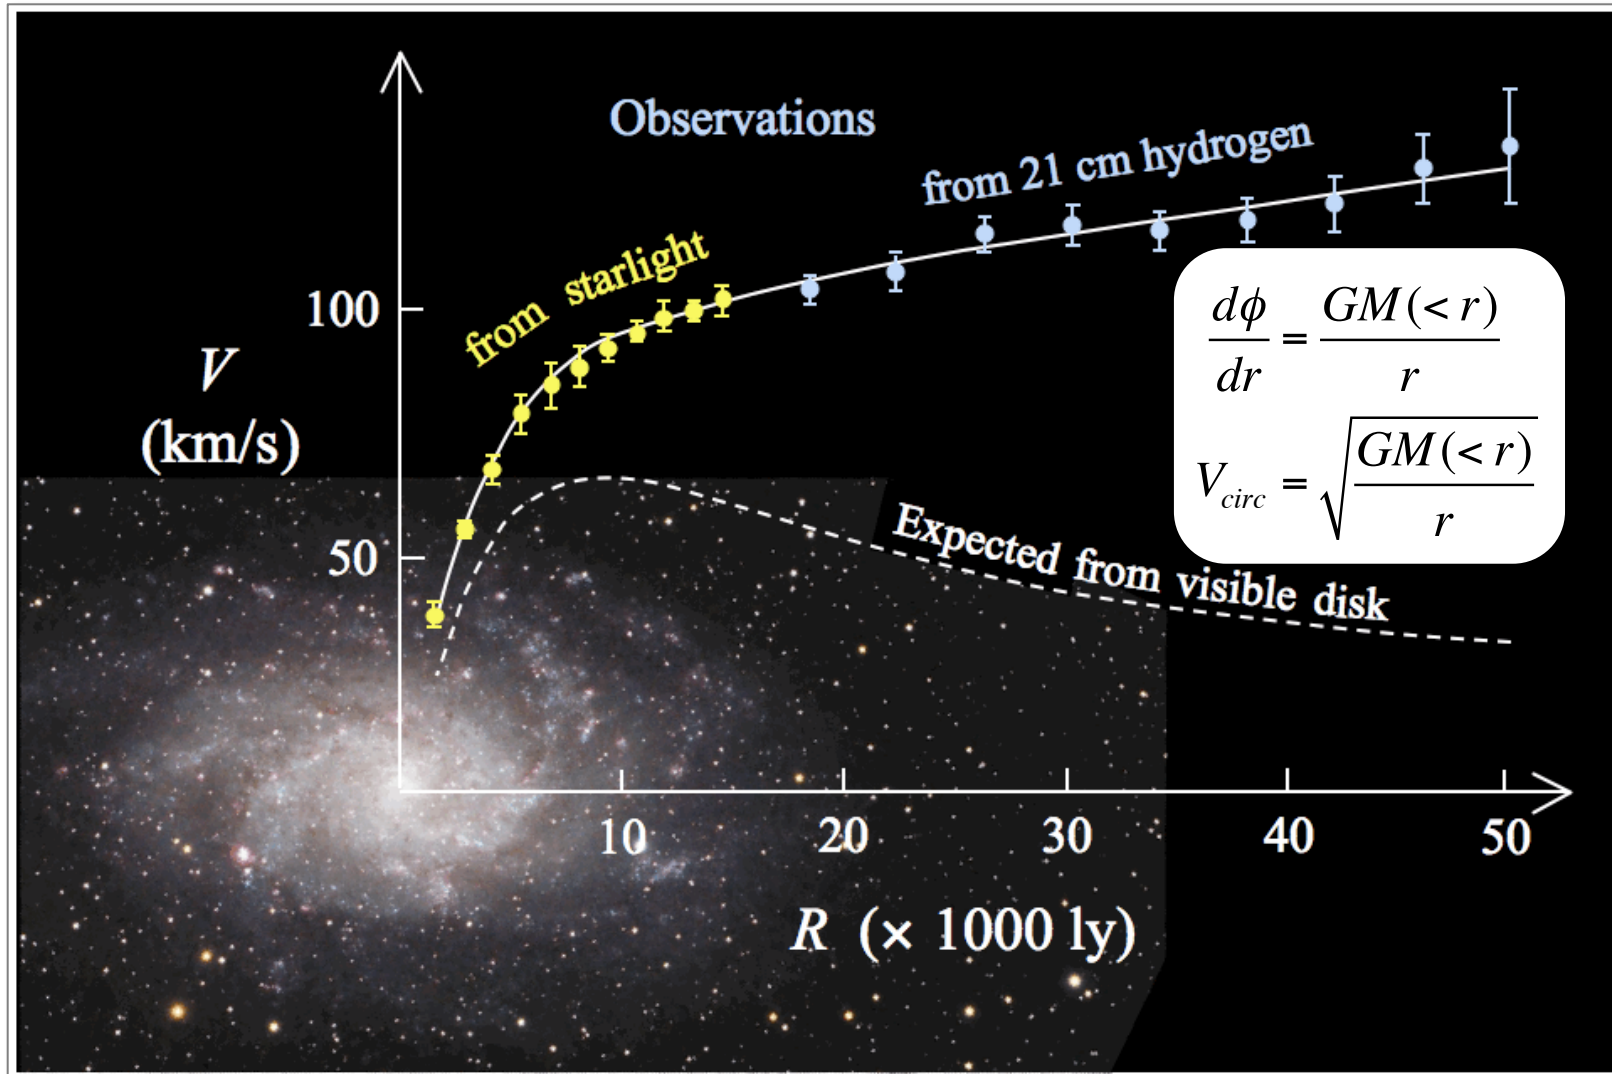 Observations
from 21 cm hydrogen
from starlight
100
V
(km/s)
50
dϕ/dr = GM(< r)/r
V_circ = √(GM(< r)/r)
Expected from visible disk
10 20 30 40 50
R (× 1000 ly)